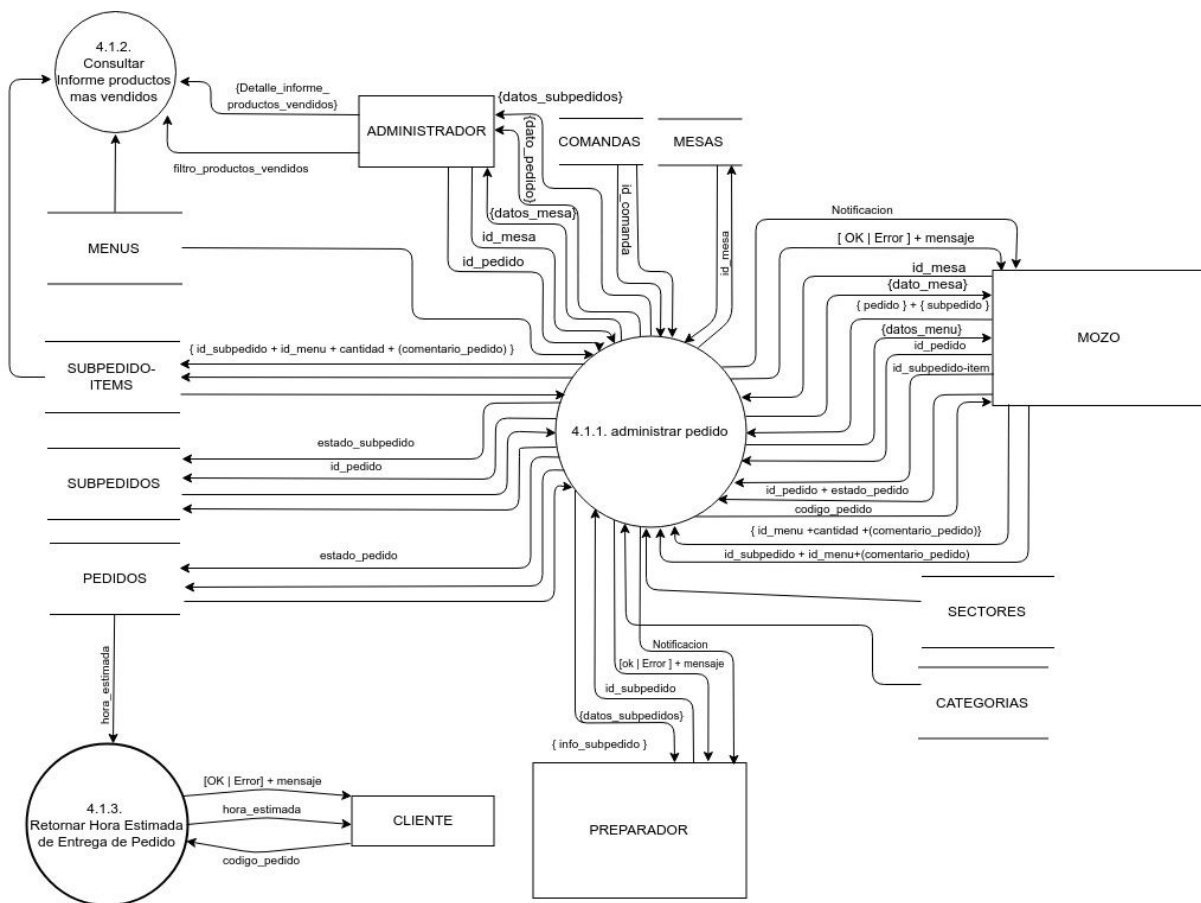 4.1.2.
Consultar
Informe productos
mas vendidos
{Detalle_informe_
productos_vendidos}
filtro_productos_vendidos
ADMINISTRADOR
{datos_subpedidos}
{dato_pedido}
{datos_mesa}
id_mesa
id_pedido
COMANDAS
id_comanda
MESAS
id_mesa
Notificacion
[ OK | Error ] + mensaje
id_mesa
{dato_mesa}
{ pedido } + { subpedido }
{datos_menu}
id_pedido
id_subpedido-item
id_pedido + estado_pedido
codigo_pedido
{ id_menu +cantidad +(comentario_pedido)}
id_subpedido + id_menu+(comentario_pedido)
MOZO
MENUS
{ id_subpedido + id_menu + cantidad + (comentario_pedido) }
SUBPEDIDO-
ITEMS
4.1.1. administrar pedido
estado_subpedido
id_pedido
SUBPEDIDOS
estado_pedido
PEDIDOS
SECTORES
CATEGORIAS
hora_estimada
Notificacion
[ok | Error ] + mensaje
id_subpedido
{datos_subpedidos}
{ info_subpedido }
PREPARADOR
4.1.3.
Retornar Hora Estimada
de Entrega de Pedido
[OK | Error] + mensaje
hora_estimada
codigo_pedido
CLIENTE